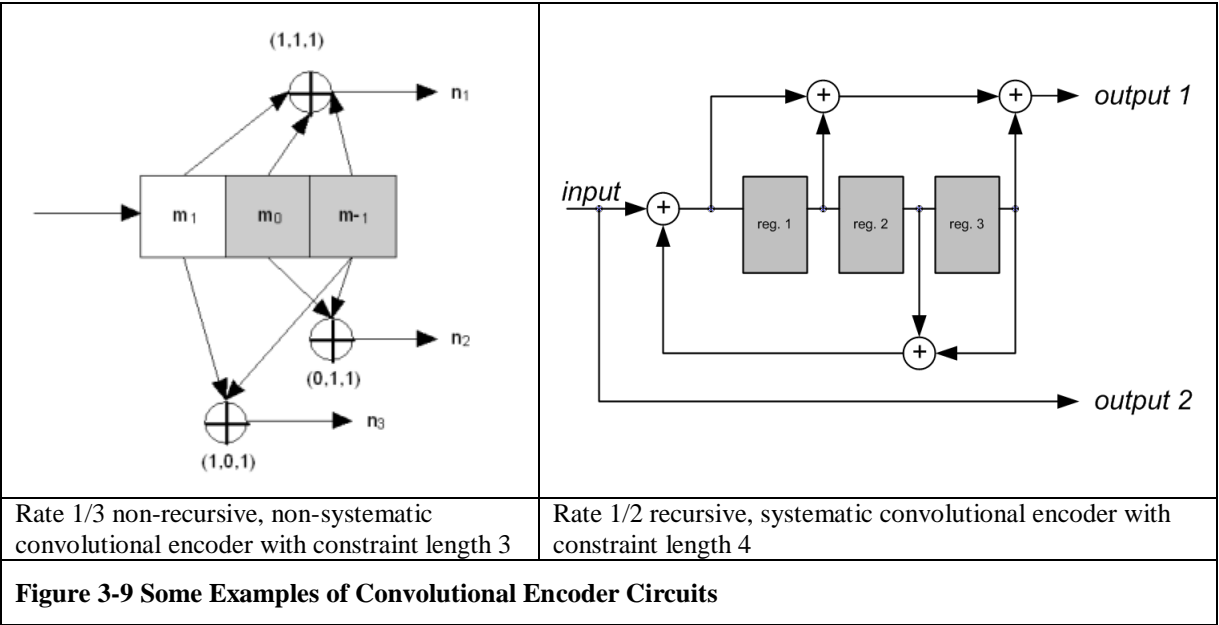 (1,1,1)
n1
m1 m0 m-1
n2
(0,1,1)
n3
(1,0,1)
+ + output 1
input + reg. 1 reg. 2 reg. 3
+
output 2
Rate 1/3 non-recursive, non-systematic
convolutional encoder with constraint length 3
Rate 1/2 recursive, systematic convolutional encoder with
constraint length 4
Figure 3-9 Some Examples of Convolutional Encoder Circuits